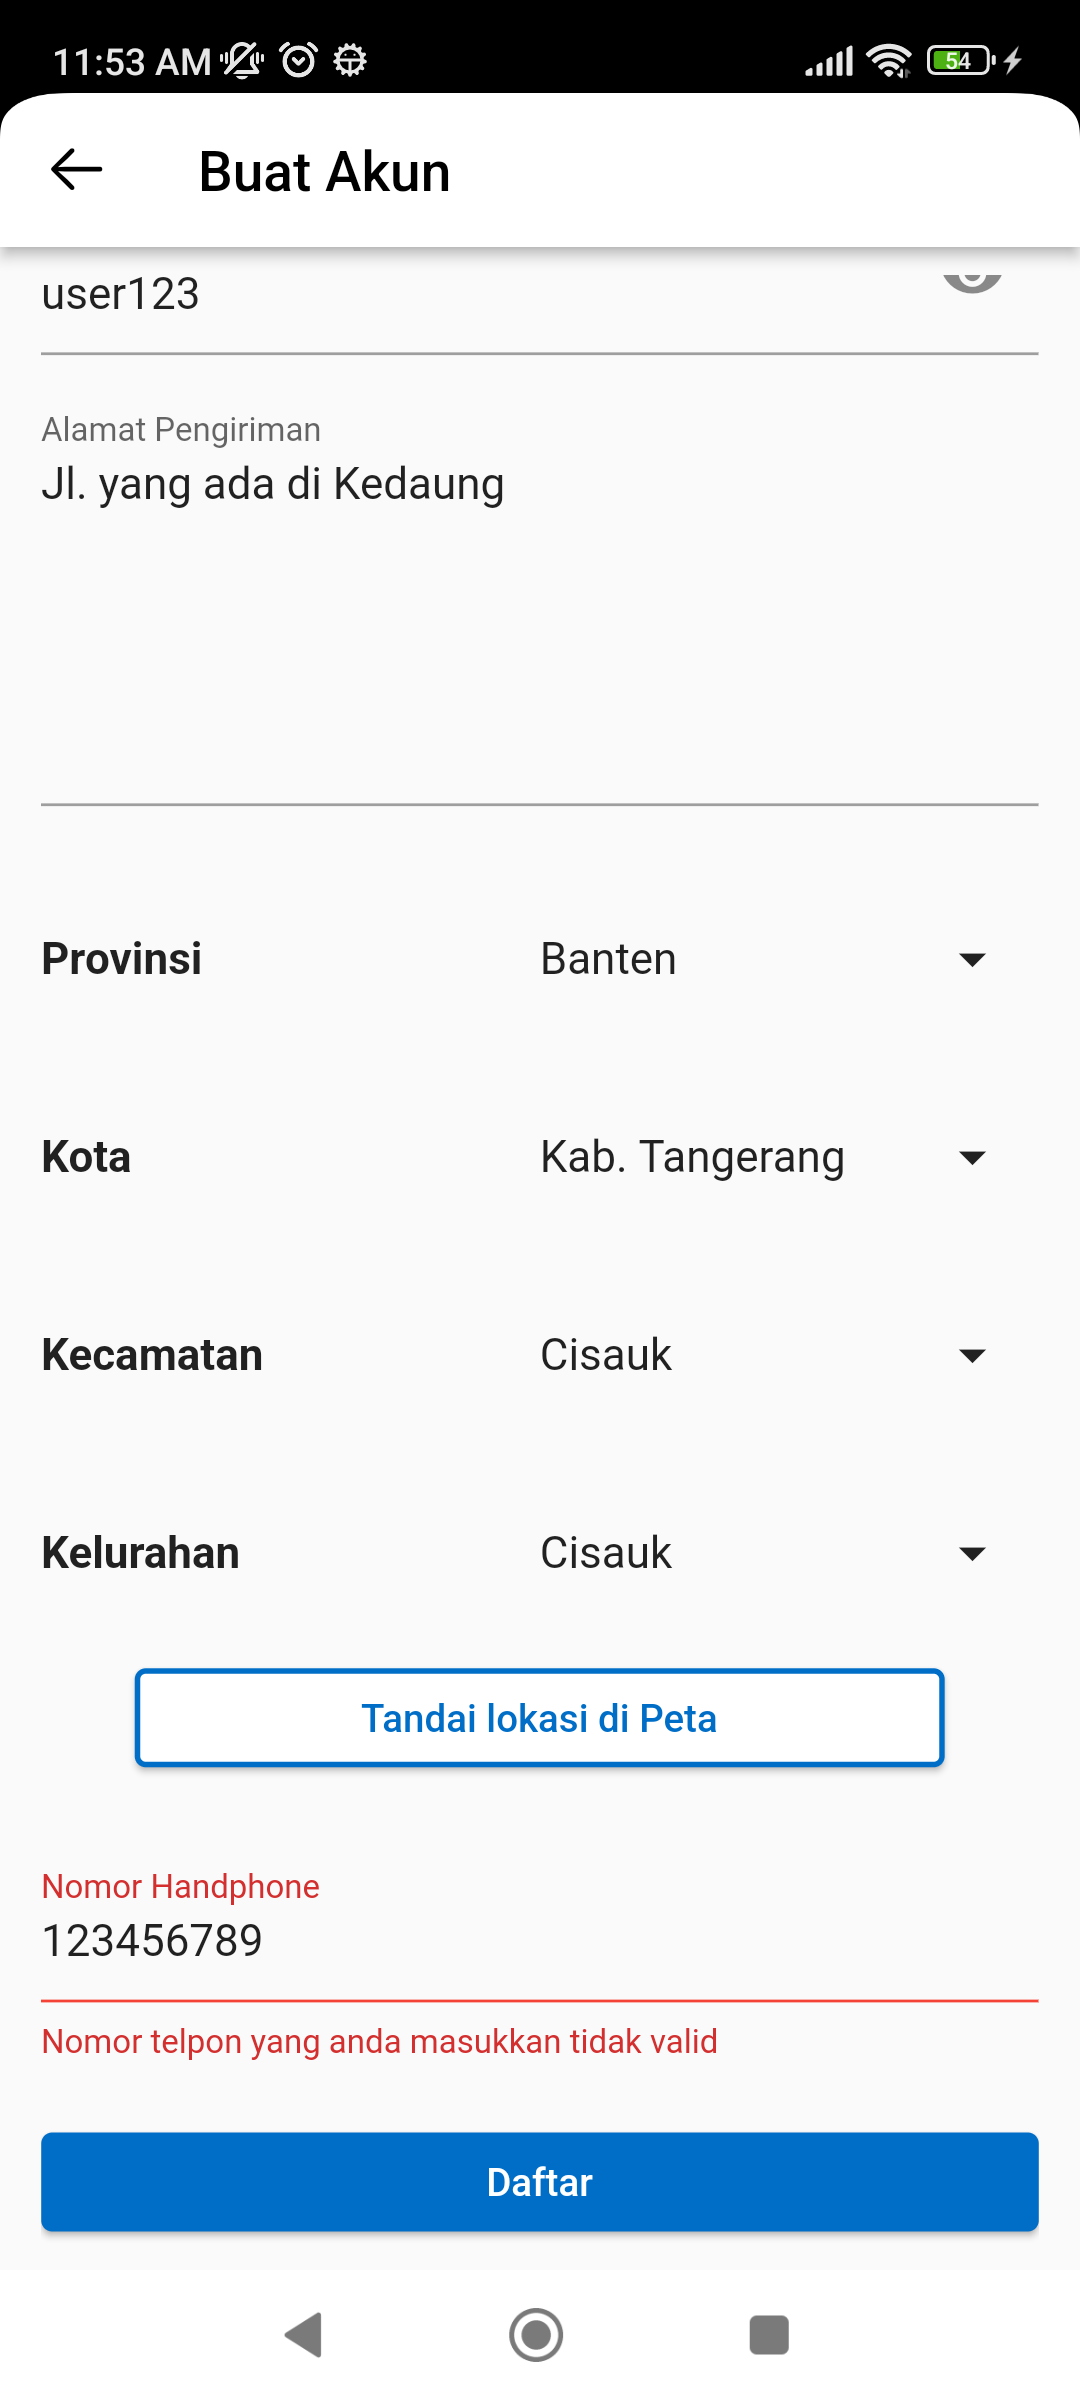 11:53 AM
54
Buat Akun
user123
Alamat Pengiriman
Jl. yang ada di Kedaung
Provinsi Banten
Kota Kab. Tangerang
Kecamatan Cisauk
Kelurahan Cisauk
Tandai lokasi di Peta
Nomor Handphone
123456789
Nomor telpon yang anda masukkan tidak valid
Daftar